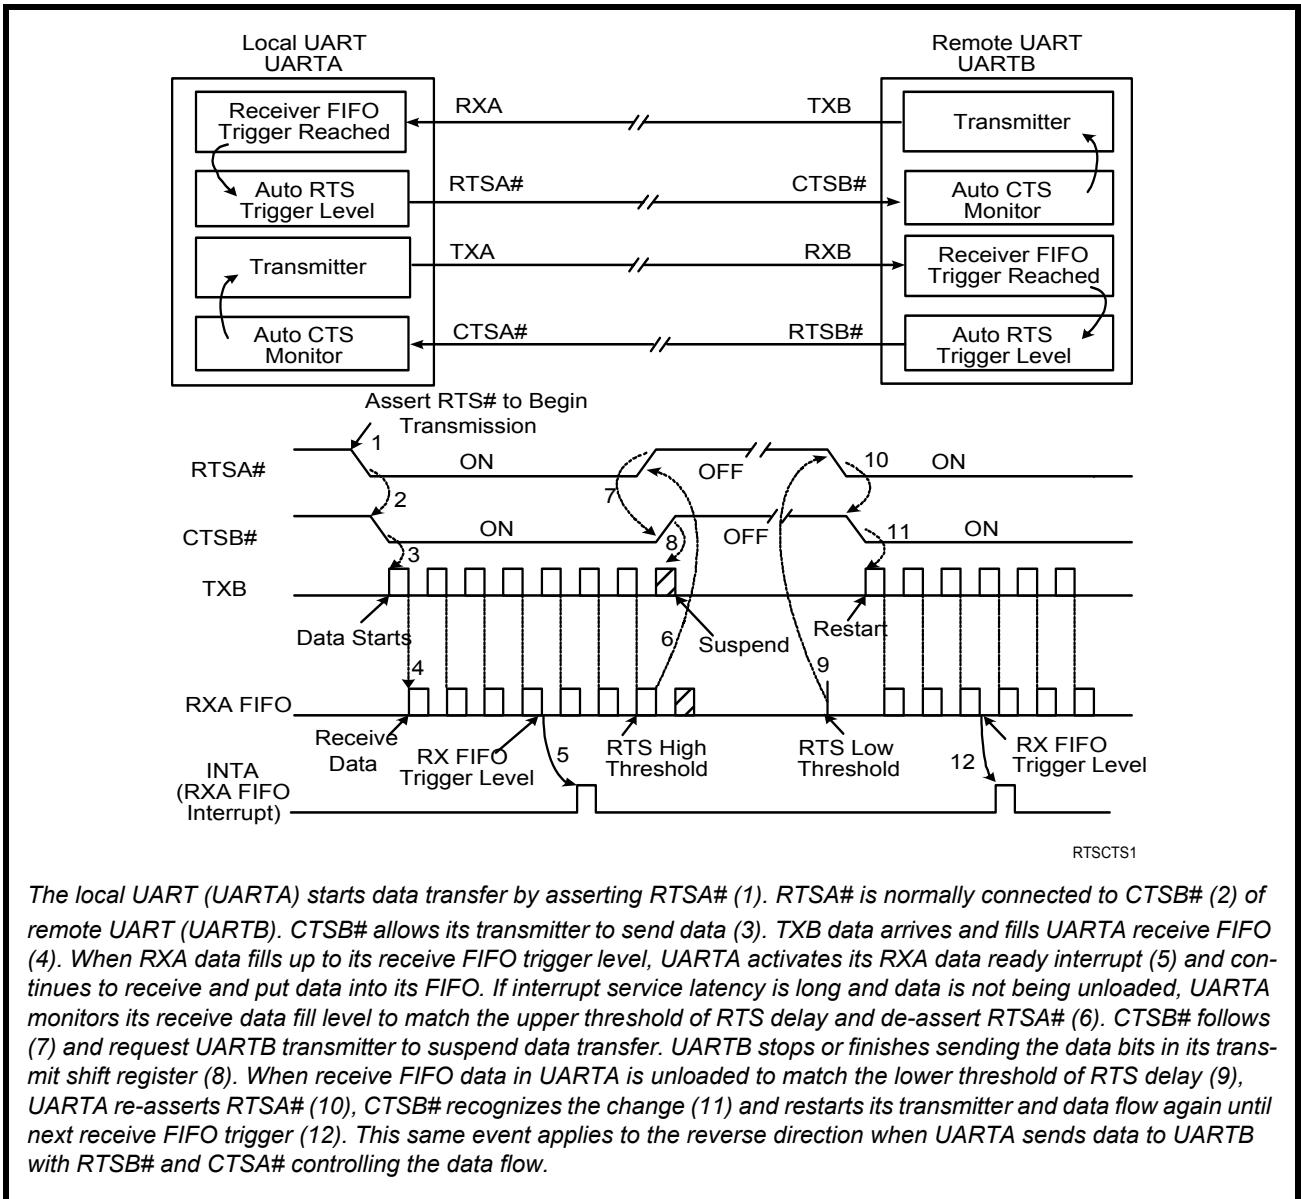 Local UART
UARTA
Remote UART
UARTB
Receiver FIFO
Trigger Reached
RXA
TXB
Transmitter
Auto RTS
Trigger Level
RTSA#
CTSB#
Auto CTS
Monitor
Transmitter
TXA
RXB
Receiver FIFO
Trigger Reached
Auto CTS
Monitor
CTSA#
RTSB#
Auto RTS
Trigger Level
Assert RTS# to Begin
Transmission
1
RTSA#
ON
OFF
10
ON
2
7
CTSB#
ON
8
OFF
11
ON
3
TXB
Data Starts
6
Suspend
Restart
4
9
RXA FIFO
Receive
Data
RX FIFO
Trigger Level
5
RTS High
Threshold
RTS Low
Threshold
12
RX FIFO
Trigger Level
INTA
(RXA FIFO
Interrupt)
RTSCTS1
The local UART (UARTA) starts data transfer by asserting RTSA# (1). RTSA# is normally connected to CTSB# (2) of
remote UART (UARTB). CTSB# allows its transmitter to send data (3). TXB data arrives and fills UARTA receive FIFO
(4). When RXA data fills up to its receive FIFO trigger level, UARTA activates its RXA data ready interrupt (5) and con-
tinues to receive and put data into its FIFO. If interrupt service latency is long and data is not being unloaded, UARTA
monitors its receive data fill level to match the upper threshold of RTS delay and de-assert RTSA# (6). CTSB# follows
(7) and request UARTB transmitter to suspend data transfer. UARTB stops or finishes sending the data bits in its trans-
mit shift register (8). When receive FIFO data in UARTA is unloaded to match the lower threshold of RTS delay (9),
UARTA re-asserts RTSA# (10), CTSB# recognizes the change (11) and restarts its transmitter and data flow again until
next receive FIFO trigger (12). This same event applies to the reverse direction when UARTA sends data to UARTB
with RTSB# and CTSA# controlling the data flow.